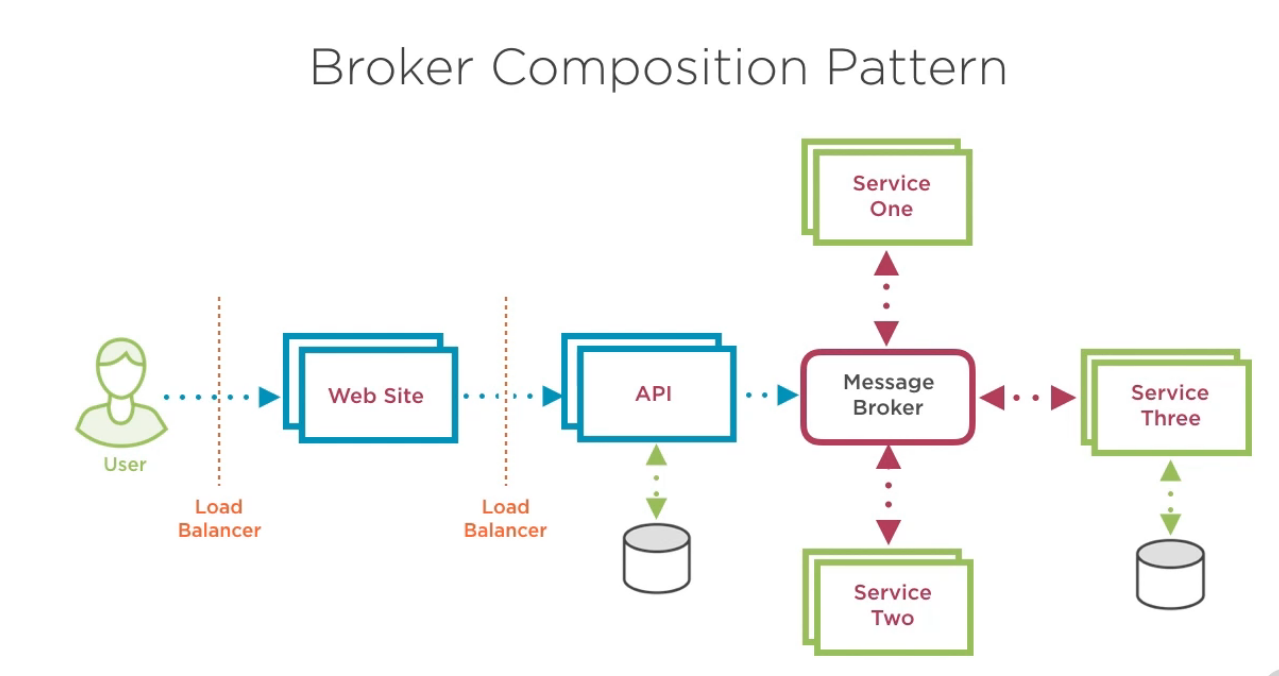 Broker Composition Pattern
Service
One
User
Load
Balancer
Web Site
Load
Balancer
API
Message
Broker
Service
Three
Service
Two